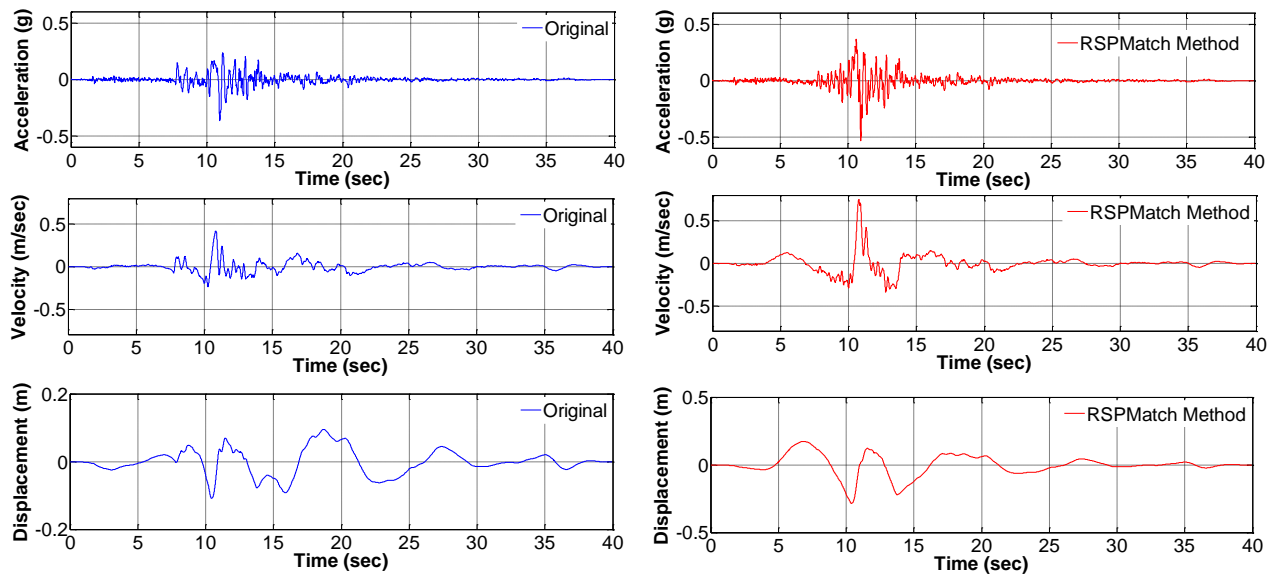 Acceleration (g)
0.5
0
-0.5
Original
0 5 10 15 20 25 30 35 40
Time (sec)
Acceleration (g)
0.5
0
-0.5
RSPMatch Method
0 5 10 15 20 25 30 35 40
Time (sec)
Velocity (m/sec)
0.5
0
-0.5
Original
0 5 10 15 20 25 30 35 40
Time (sec)
Velocity (m/sec)
0.5
0
-0.5
RSPMatch Method
0 5 10 15 20 25 30 35 40
Time (sec)
Displacement (m)
0.2
0
-0.2
Original
0 5 10 15 20 25 30 35 40
Time (sec)
Displacement (m)
0.5
0
-0.5
RSPMatch Method
0 5 10 15 20 25 30 35 40
Time (sec)